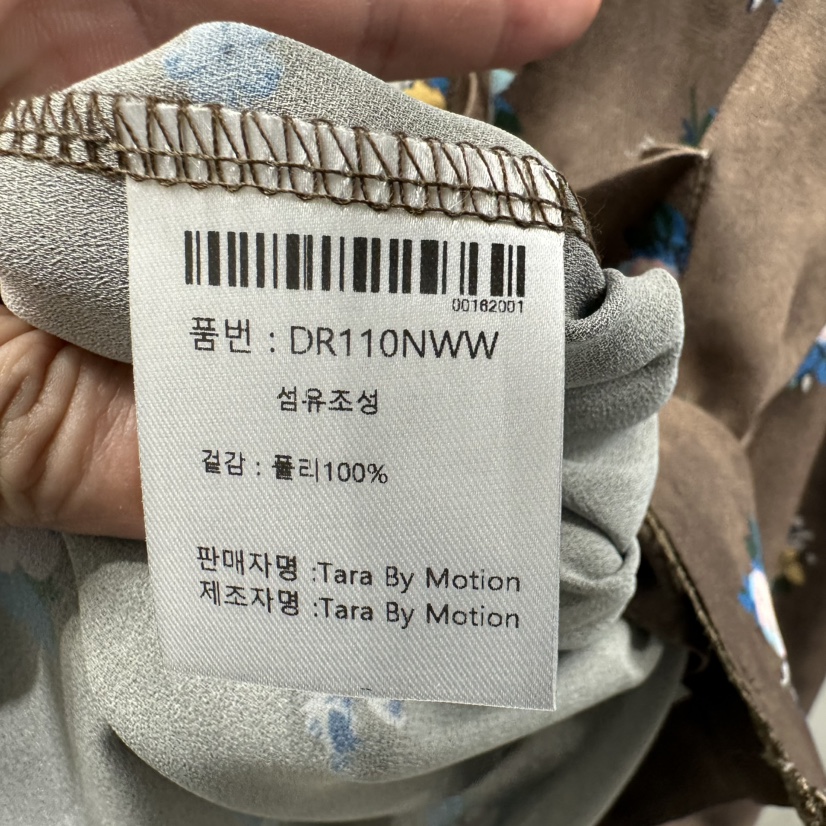 00162001
품번 : DR110NWW
섬유조성
겉감 : 폴리100%
판매자명 :Tara By Motion
제조자명 :Tara By Motion